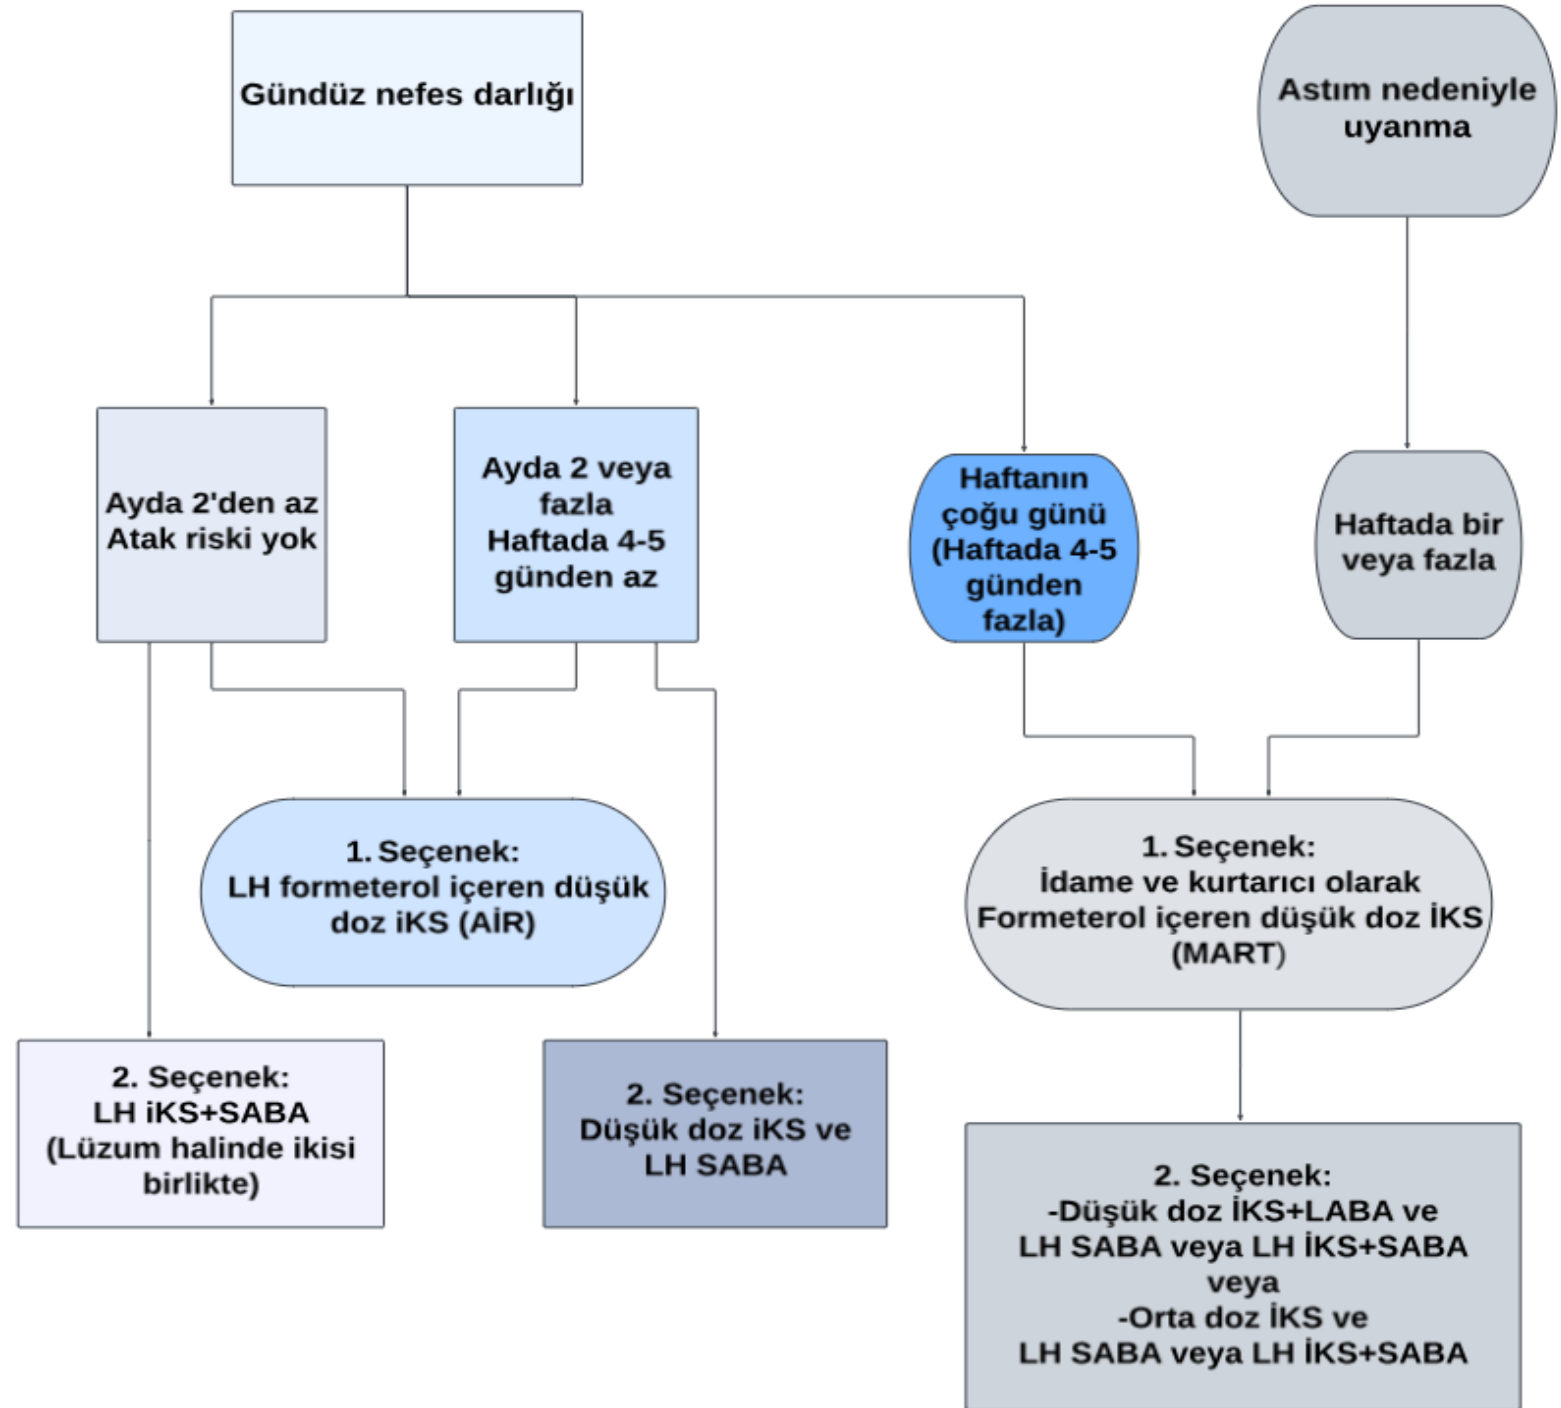 Gündüz nefes darlığı
Astım nedeniyle
uyanma
Ayda 2'den az
Atak riski yok
Ayda 2 veya
fazla
Haftada 4-5
günden az
Haftanın
çoğu günü
(Haftada 4-5
günden
fazla)
Haftada bir
veya fazla
1. Seçenek:
LH formeterol içeren düşük
doz iKS (AİR)
1. Seçenek:
İdame ve kurtarıcı olarak
Formeterol içeren düşük doz İKS
(MART)
2. Seçenek:
LH iKS+SABA
(Lüzum halinde ikisi
birlikte)
2. Seçenek:
Düşük doz iKS ve
LH SABA
2. Seçenek:
-Düşük doz İKS+LABA ve
LH SABA veya LH İKS+SABA
veya
-Orta doz İKS ve
LH SABA veya LH İKS+SABA